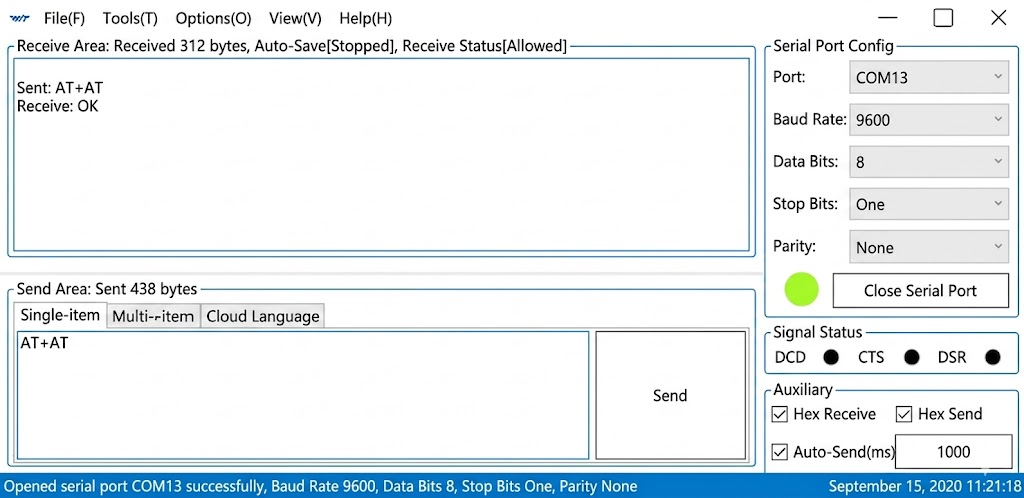 File(F) Tools(T) Options(O) View(V) Help(H)
Receive Area: Received 312 bytes, Auto-Save[Stopped], Receive Status[Allowed]
Sent: AT+AT
Receive: OK
Send Area: Sent 438 bytes
Single-item Multi--item Cloud Language
AT+AT
Send
Serial Port Config
Port: COM13
Baud Rate: 9600
Data Bits: 8
Stop Bits: One
Parity: None
Close Serial Port
Signal Status
DCD CTS DSR
Auxiliary
Hex Receive Hex Send
Auto-Send(ms) 1000
Opened serial port COM13 successfully, Baud Rate 9600, Data Bits 8, Stop Bits One, Parity None September 15, 2020 11:21:18